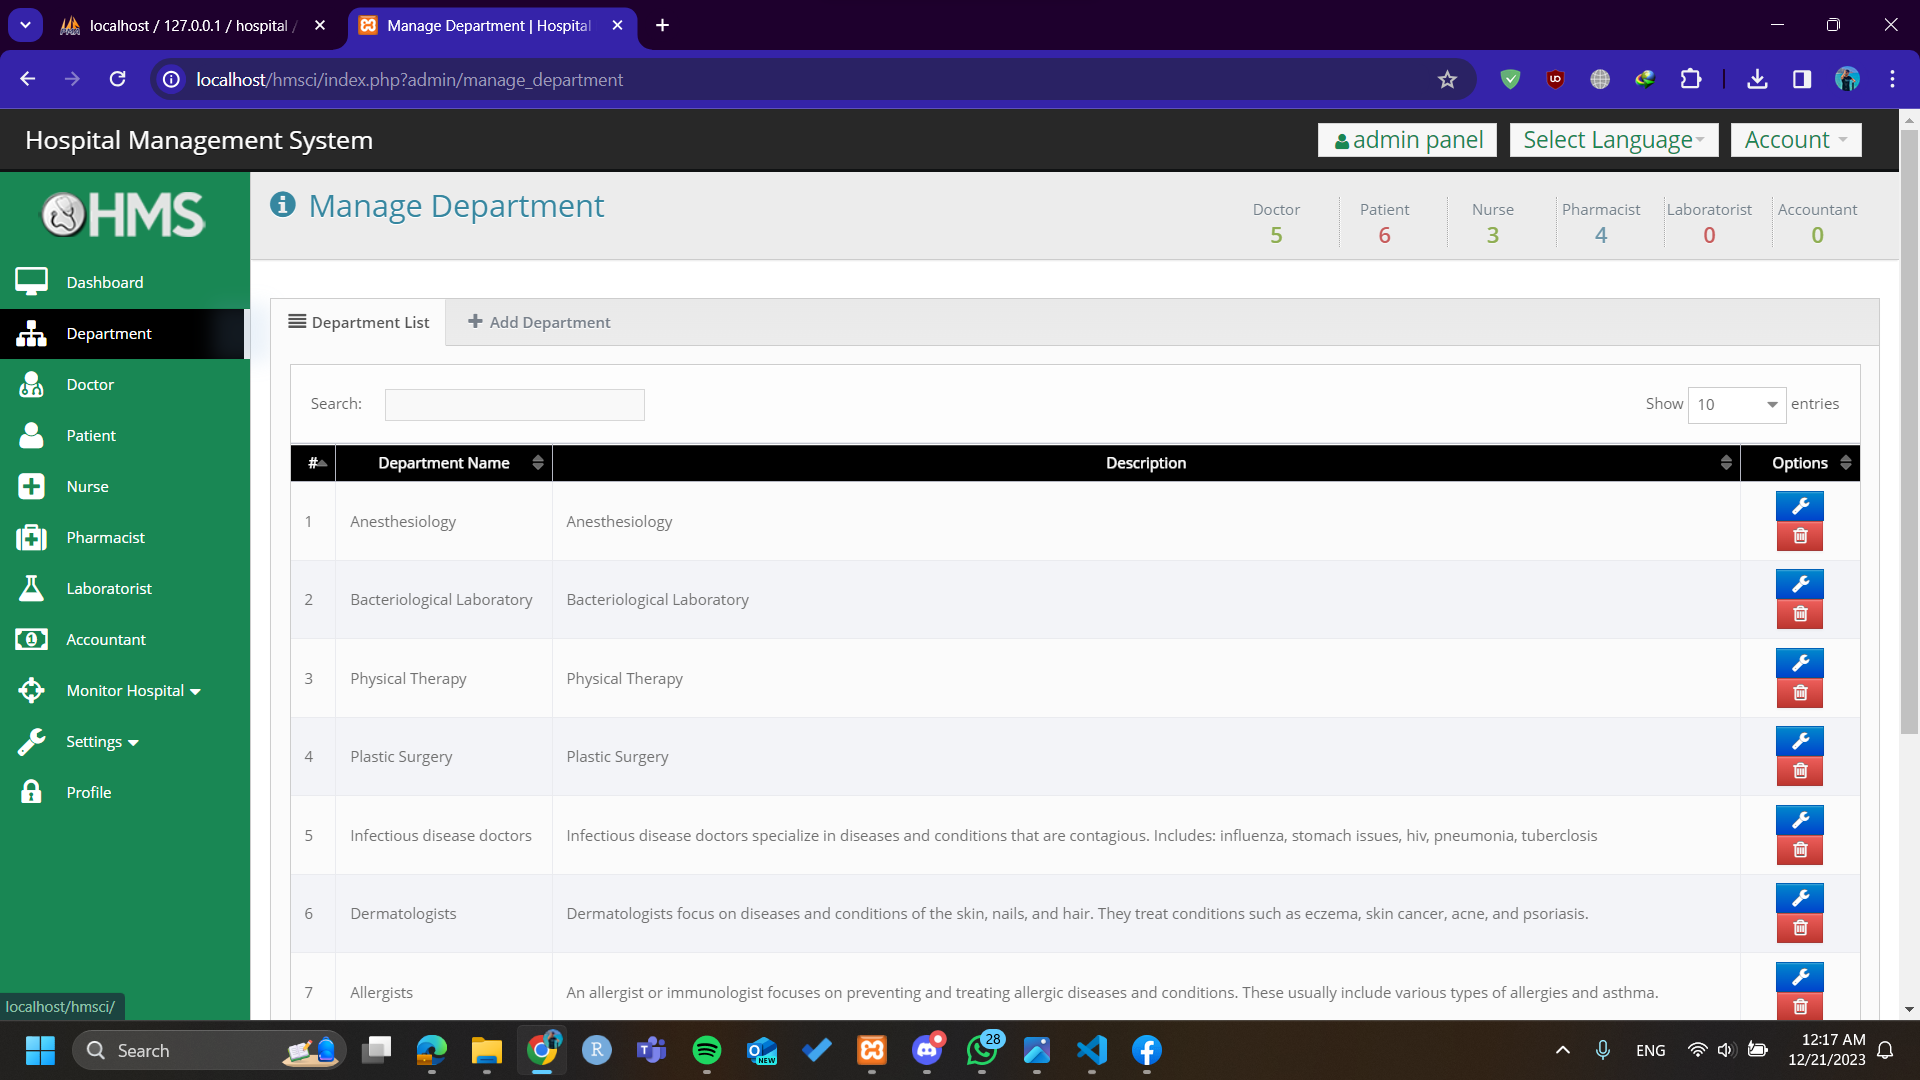 localhost / 127.0.0.1 / hospital /
Manage Department | Hospital
localhost/hmsci/index.php?admin/manage_department
Hospital Management System
admin panel
Select Language
Account
HMS
Manage Department
Doctor
5
Patient
6
Nurse
3
Pharmacist
4
Laboratorist
0
Accountant
0
Dashboard
Department
Doctor
Patient
Nurse
Pharmacist
Laboratorist
Accountant
Monitor Hospital
Settings
Profile
Department List
Add Department
Search:
Show 10 entries
# Department Name Description Options
1 Anesthesiology Anesthesiology
2 Bacteriological Laboratory Bacteriological Laboratory
3 Physical Therapy Physical Therapy
4 Plastic Surgery Plastic Surgery
5 Infectious disease doctors Infectious disease doctors specialize in diseases and conditions that are contagious. Includes: influenza, stomach issues, hiv, pneumonia, tuberclosis
6 Dermatologists Dermatologists focus on diseases and conditions of the skin, nails, and hair. They treat conditions such as eczema, skin cancer, acne, and psoriasis.
7 Allergists An allergist or immunologist focuses on preventing and treating allergic diseases and conditions. These usually include various types of allergies and asthma.
localhost/hmsci/
Search
NEW
28
ENG
12:17 AM
12/21/2023